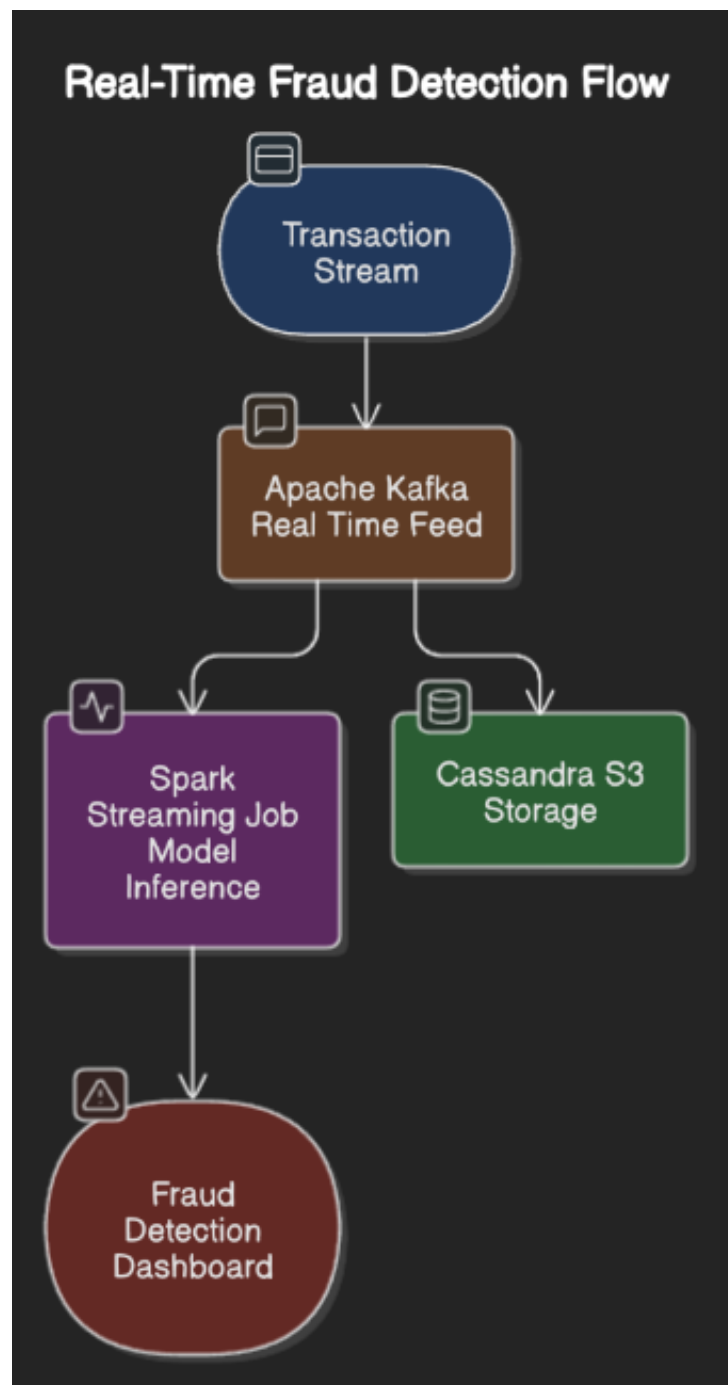 Real-Time Fraud Detection Flow
Transaction
Stream
Apache Kafka
Real Time Feed
Spark
Streaming Job
Model
Inference
Cassandra S3
Storage
Fraud
Detection
Dashboard